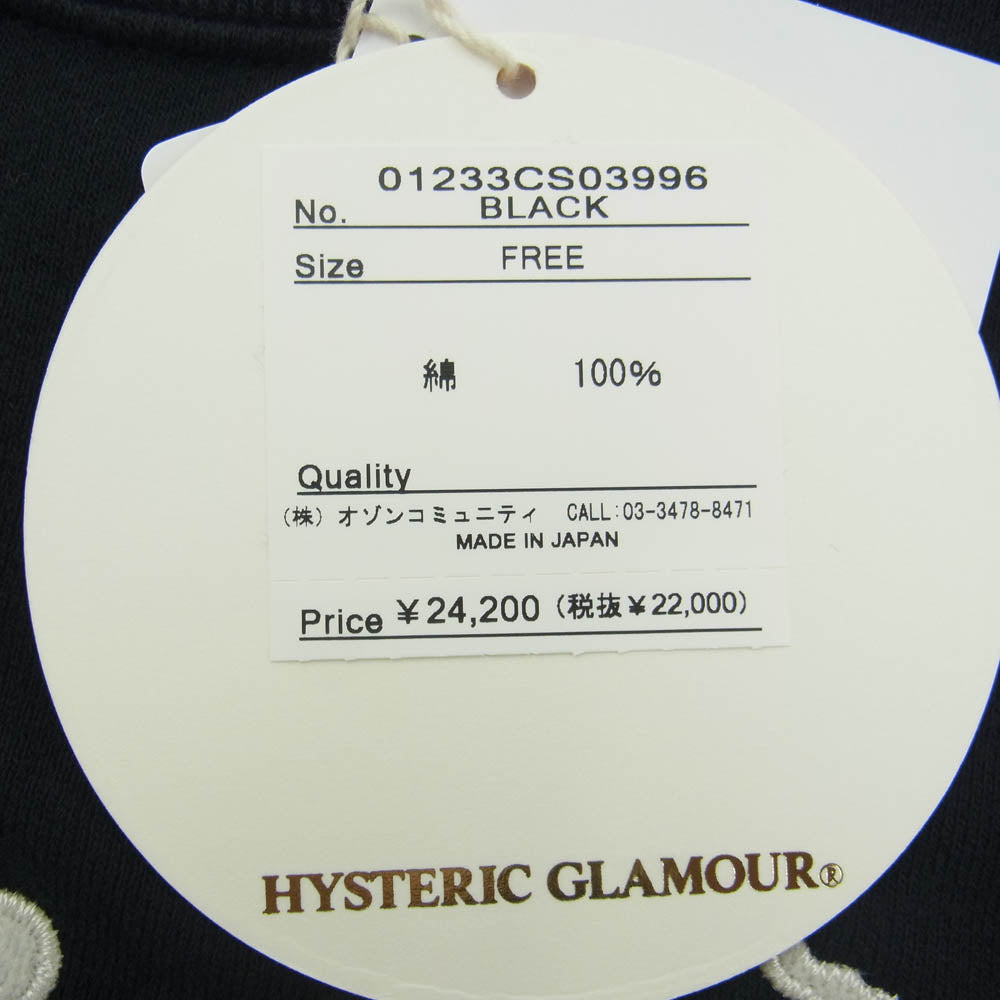 01233CS03996
No. BLACK
Size FREE
綿 100%
Quality
（株）オゾンコミュニティ CALL:03-3478-8471
MADE IN JAPAN
Price ￥24,200（税抜￥22,000）
HYSTERIC GLAMOUR®